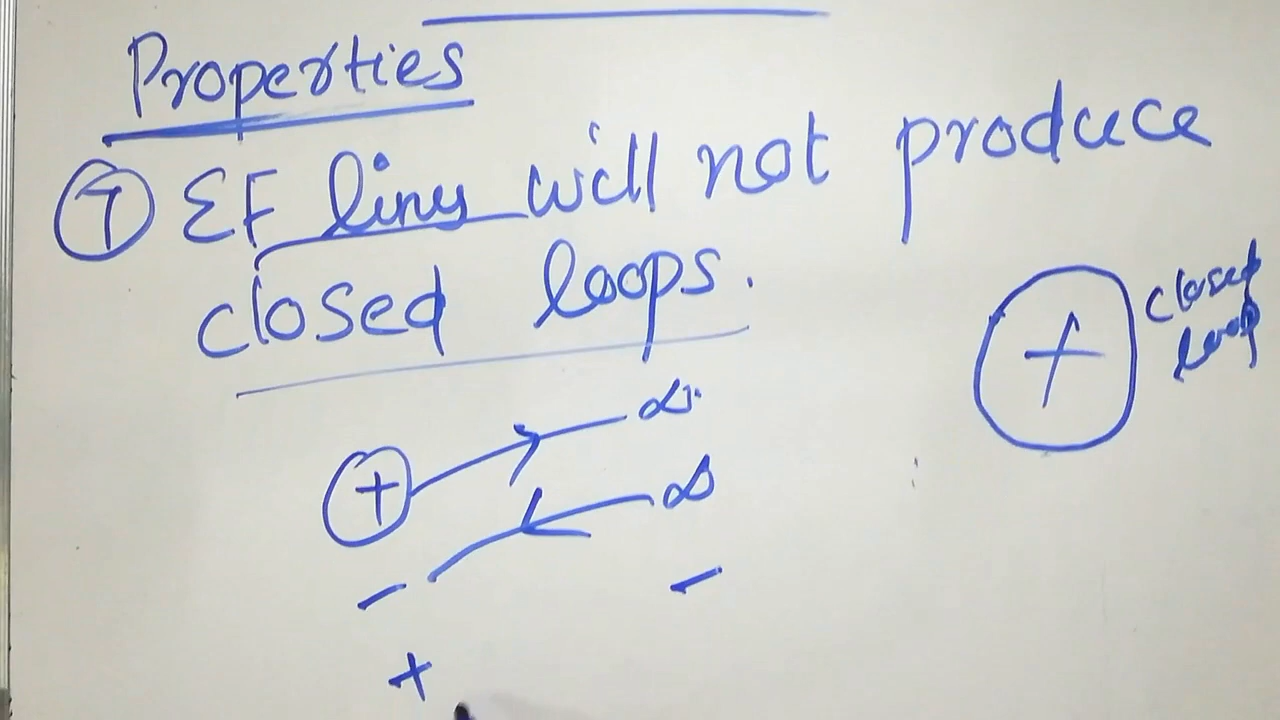 Properties
⑦ EF lines will not produce
closed loops.
closed
loop
+
+ ∞
∞
- -
+